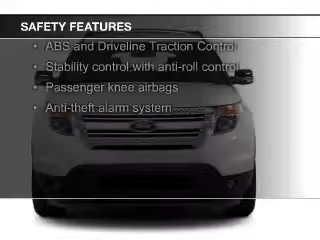 SAFETY FEATURES
• ABS and Driveline Traction Control
• Stability control with anti-roll control
• Passenger knee airbags
• Anti-theft alarm system
Ford